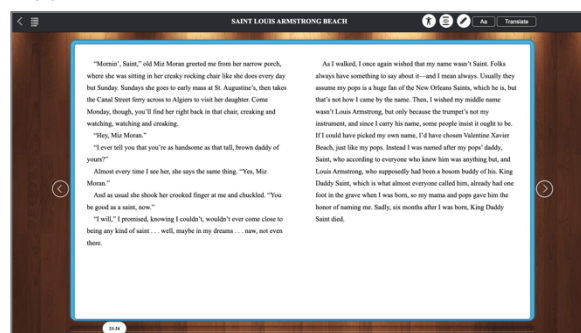 SAINT LOUIS ARMSTRONG BEACH
Aa
Translate
“Mornin’, Saint,” old Miz Moran greeted me from her narrow porch,
where she was sitting in her creaky rocking chair like she does every day
but Sunday. Sundays she goes to early mass at St. Augustine’s, then takes
the Canal Street ferry across to Algiers to visit her daughter. Come
Monday, though, you’ll find her right back in that chair, creaking and
watching, watching and creaking.
“Hey, Miz Moran.”
“I ever tell you that you’re as handsome as that tall, brown daddy of
yours?”
Almost every time I see her, she says the same thing. “Yes, Miz
Moran.”
And as usual she shook her crooked finger at me and chuckled. “You
be good as a saint, now.”
“I will,” I promised, knowing I couldn’t, wouldn’t ever come close to
being any kind of saint . . . well, maybe in my dreams . . . naw, not even
there.
As I walked, I once again wished that my name wasn’t Saint. Folks
always have something to say about it—and I mean always. Usually they
assume my pops is a huge fan of the New Orleans Saints, which he is, but
that’s not how I came by the name. Then, I wished my middle name
wasn’t Louis Armstrong, but only because the trumpet’s not my
instrument, and since I carry his name, some people insist it ought to be.
If I could have picked my own name, I’d have chosen Valentine Xavier
Beach, just like my pops. Instead I was named after my pops’ daddy,
Saint, who according to everyone who knew him was anything but, and
Louis Armstrong, who supposedly had been a bosom buddy of his. King
Daddy Saint, which is what almost everyone called him, already had one
foot in the grave when I was born, so my mama and pops gave him the
honor of naming me. Sadly, six months after I was born, King Daddy
Saint died.
23-24